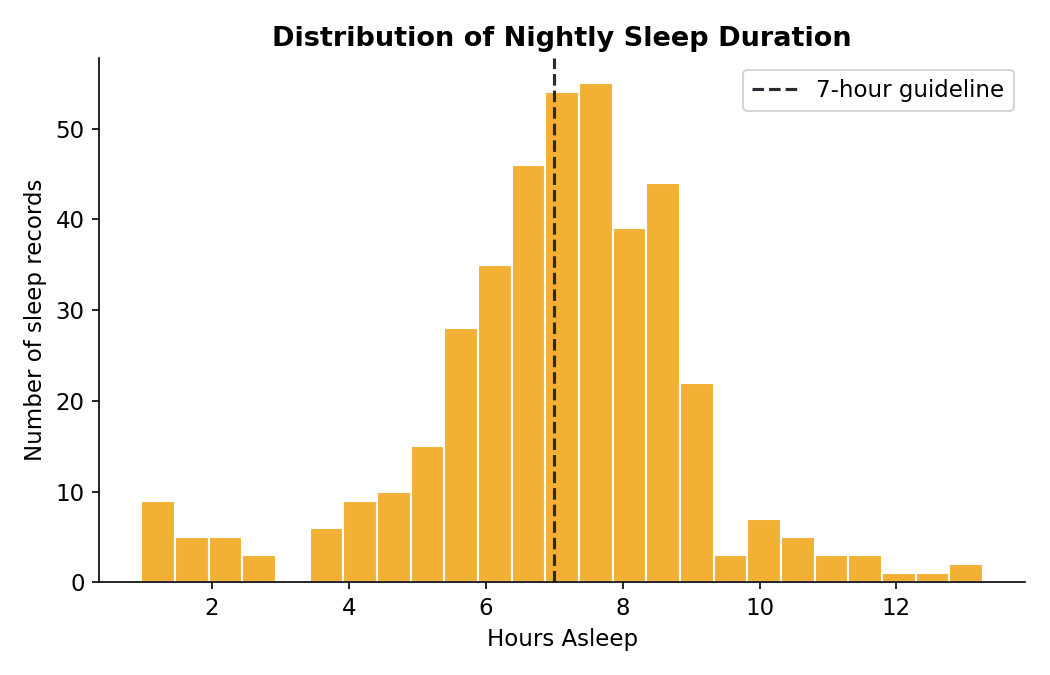 Distribution of Nightly Sleep Duration
7-hour guideline
Number of sleep records
50
40
30
20
10
0
2 4 6 8 10 12
Hours Asleep